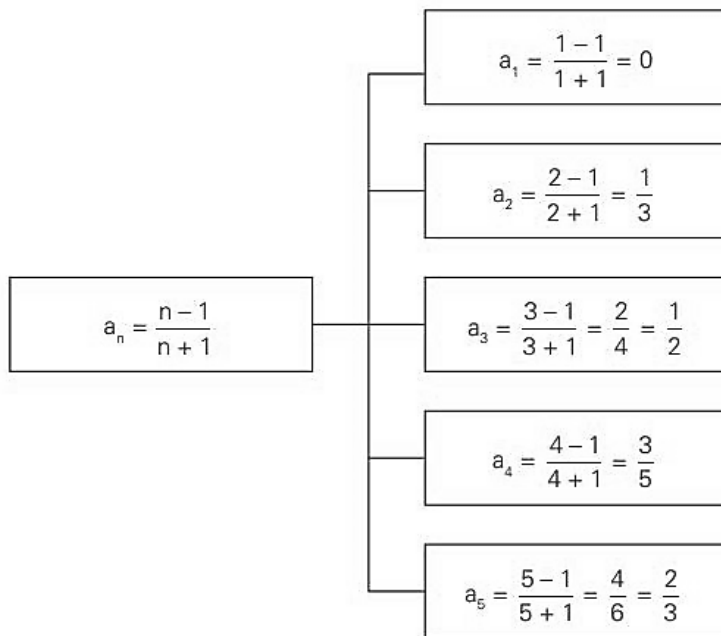 a₁ = (1 – 1)/(1 + 1) = 0
a₂ = (2 – 1)/(2 + 1) = 1/3
aₙ = (n – 1)/(n + 1)
a₃ = (3 – 1)/(3 + 1) = 2/4 = 1/2
a₄ = (4 – 1)/(4 + 1) = 3/5
a₅ = (5 – 1)/(5 + 1) = 4/6 = 2/3